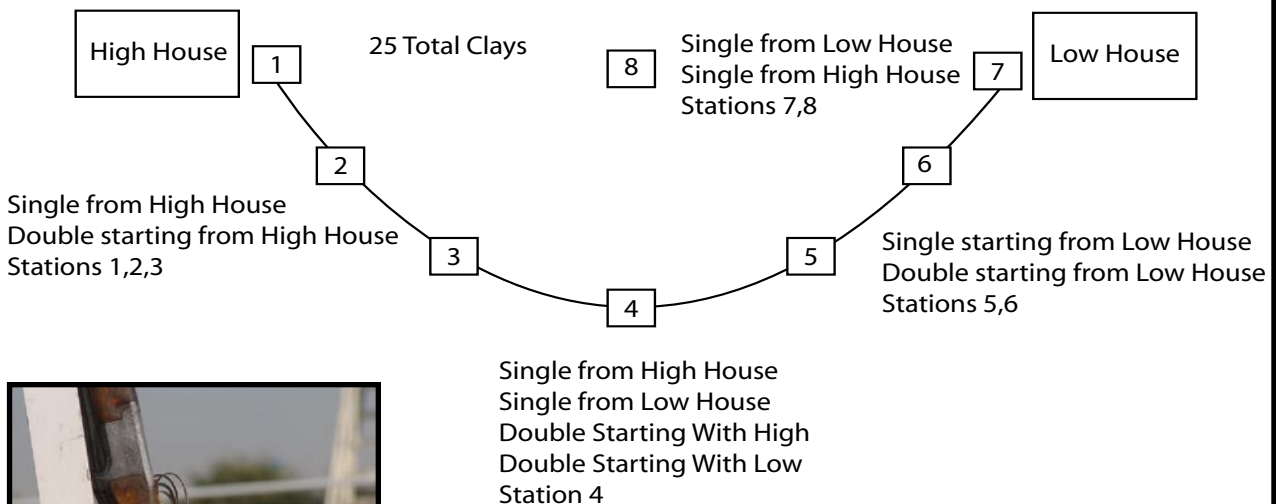 High House
1
25 Total Clays
8
Single from Low House
Single from High House
Stations 7,8
7
Low House
2
6
Single from High House
Double starting from High House
Stations 1,2,3
3
5
Single starting from Low House
Double starting from Low House
Stations 5,6
4
Single from High House
Single from Low House
Double Starting With High
Double Starting With Low
Station 4